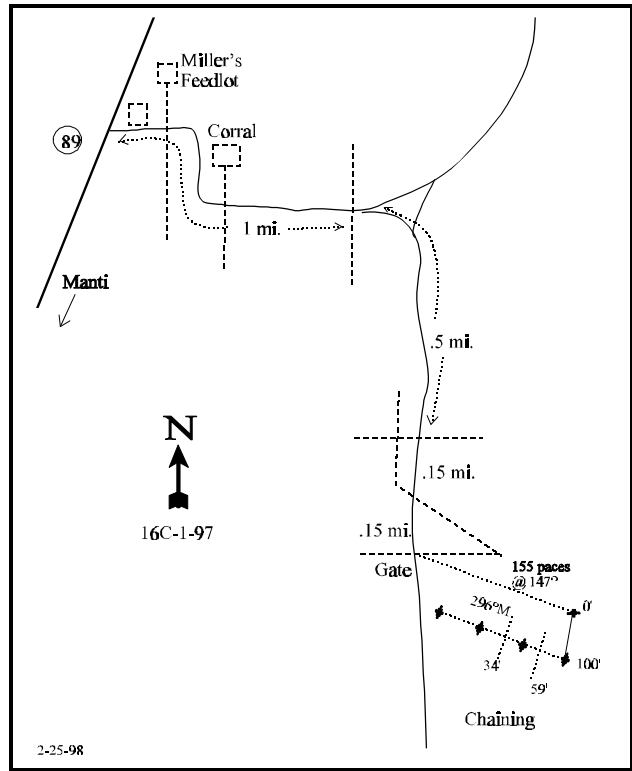 Miller's
Feedlot
89
Corral
1 mi.
Manti
.5 mi.
N
16C-1-97
.15 mi.
.15 mi.
Gate
155 paces
@ 147°
296°M
0'
34'
59'
100'
Chaining
2-25-98